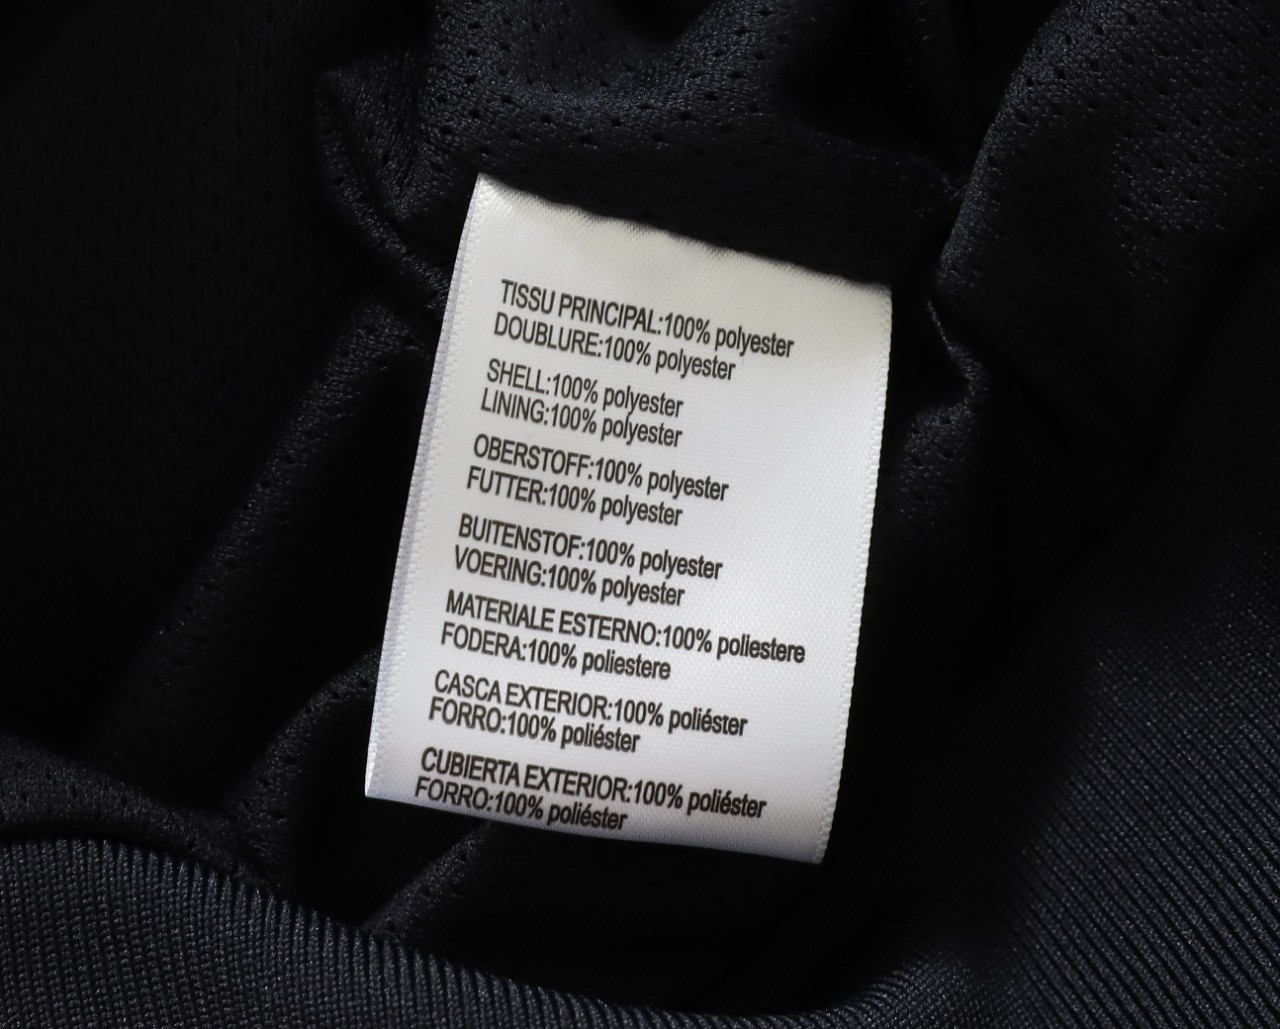 TISSU PRINCIPAL:100% polyester
DOUBLURE:100% polyester
SHELL:100% polyester
LINING:100% polyester
OBERSTOFF:100% polyester
FUTTER:100% polyester
BUITENSTOF:100% polyester
VOERING:100% polyester
MATERIALE ESTERNO:100% poliestere
FODERA:100% poliestere
CASCA EXTERIOR:100% poliéster
FORRO:100% poliéster
CUBIERTA EXTERIOR:100% poliéster
FORRO:100% poliéster